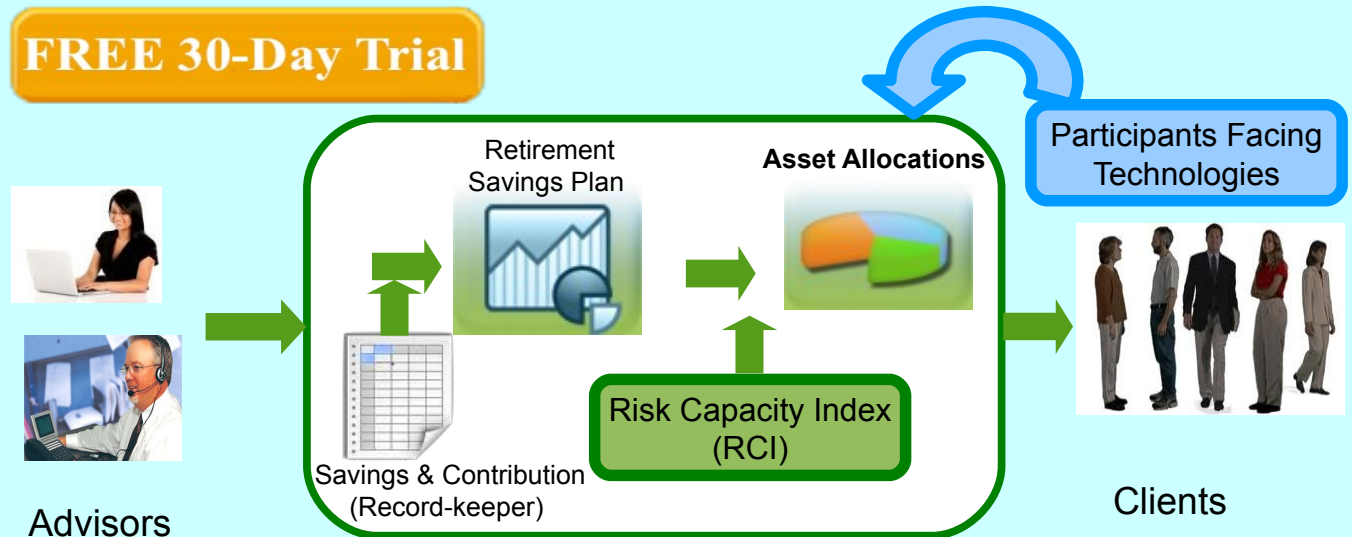 FREE 30-Day Trial
Participants Facing
Technologies
Retirement
Savings Plan
Asset Allocations
Risk Capacity Index
(RCI)
Savings & Contribution
(Record-keeper)
Advisors
Clients